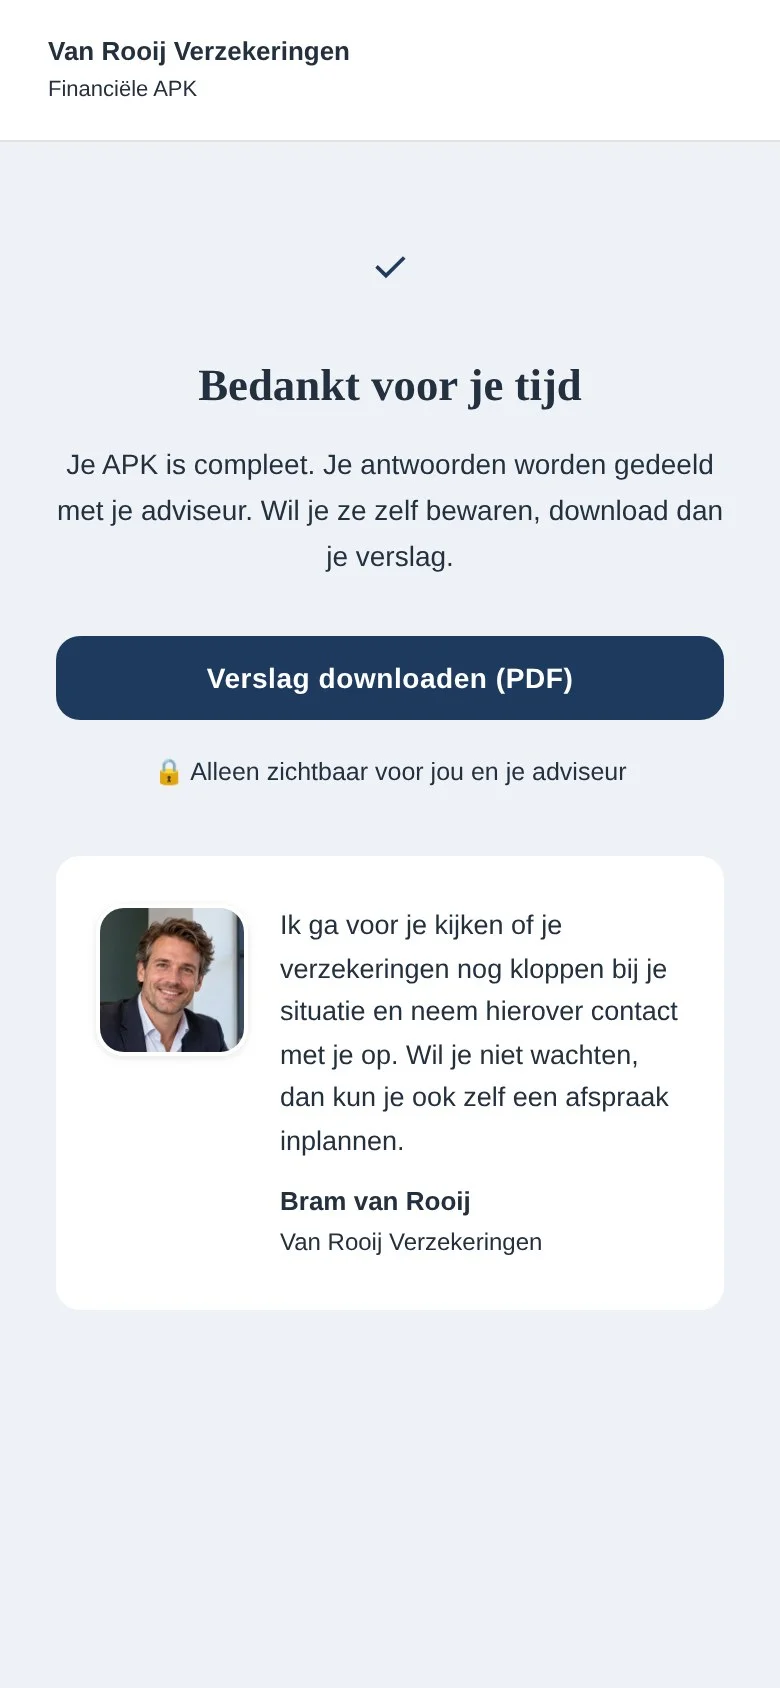 Van Rooij Verzekeringen
Financiële APK
Bedankt voor je tijd
Je APK is compleet. Je antwoorden worden gedeeld
met je adviseur. Wil je ze zelf bewaren, download dan
je verslag.
Verslag downloaden (PDF)
🔒 Alleen zichtbaar voor jou en je adviseur
Ik ga voor je kijken of je
verzekeringen nog kloppen bij je
situatie en neem hierover contact
met je op. Wil je niet wachten,
dan kun je ook zelf een afspraak
inplannen.
Bram van Rooij
Van Rooij Verzekeringen